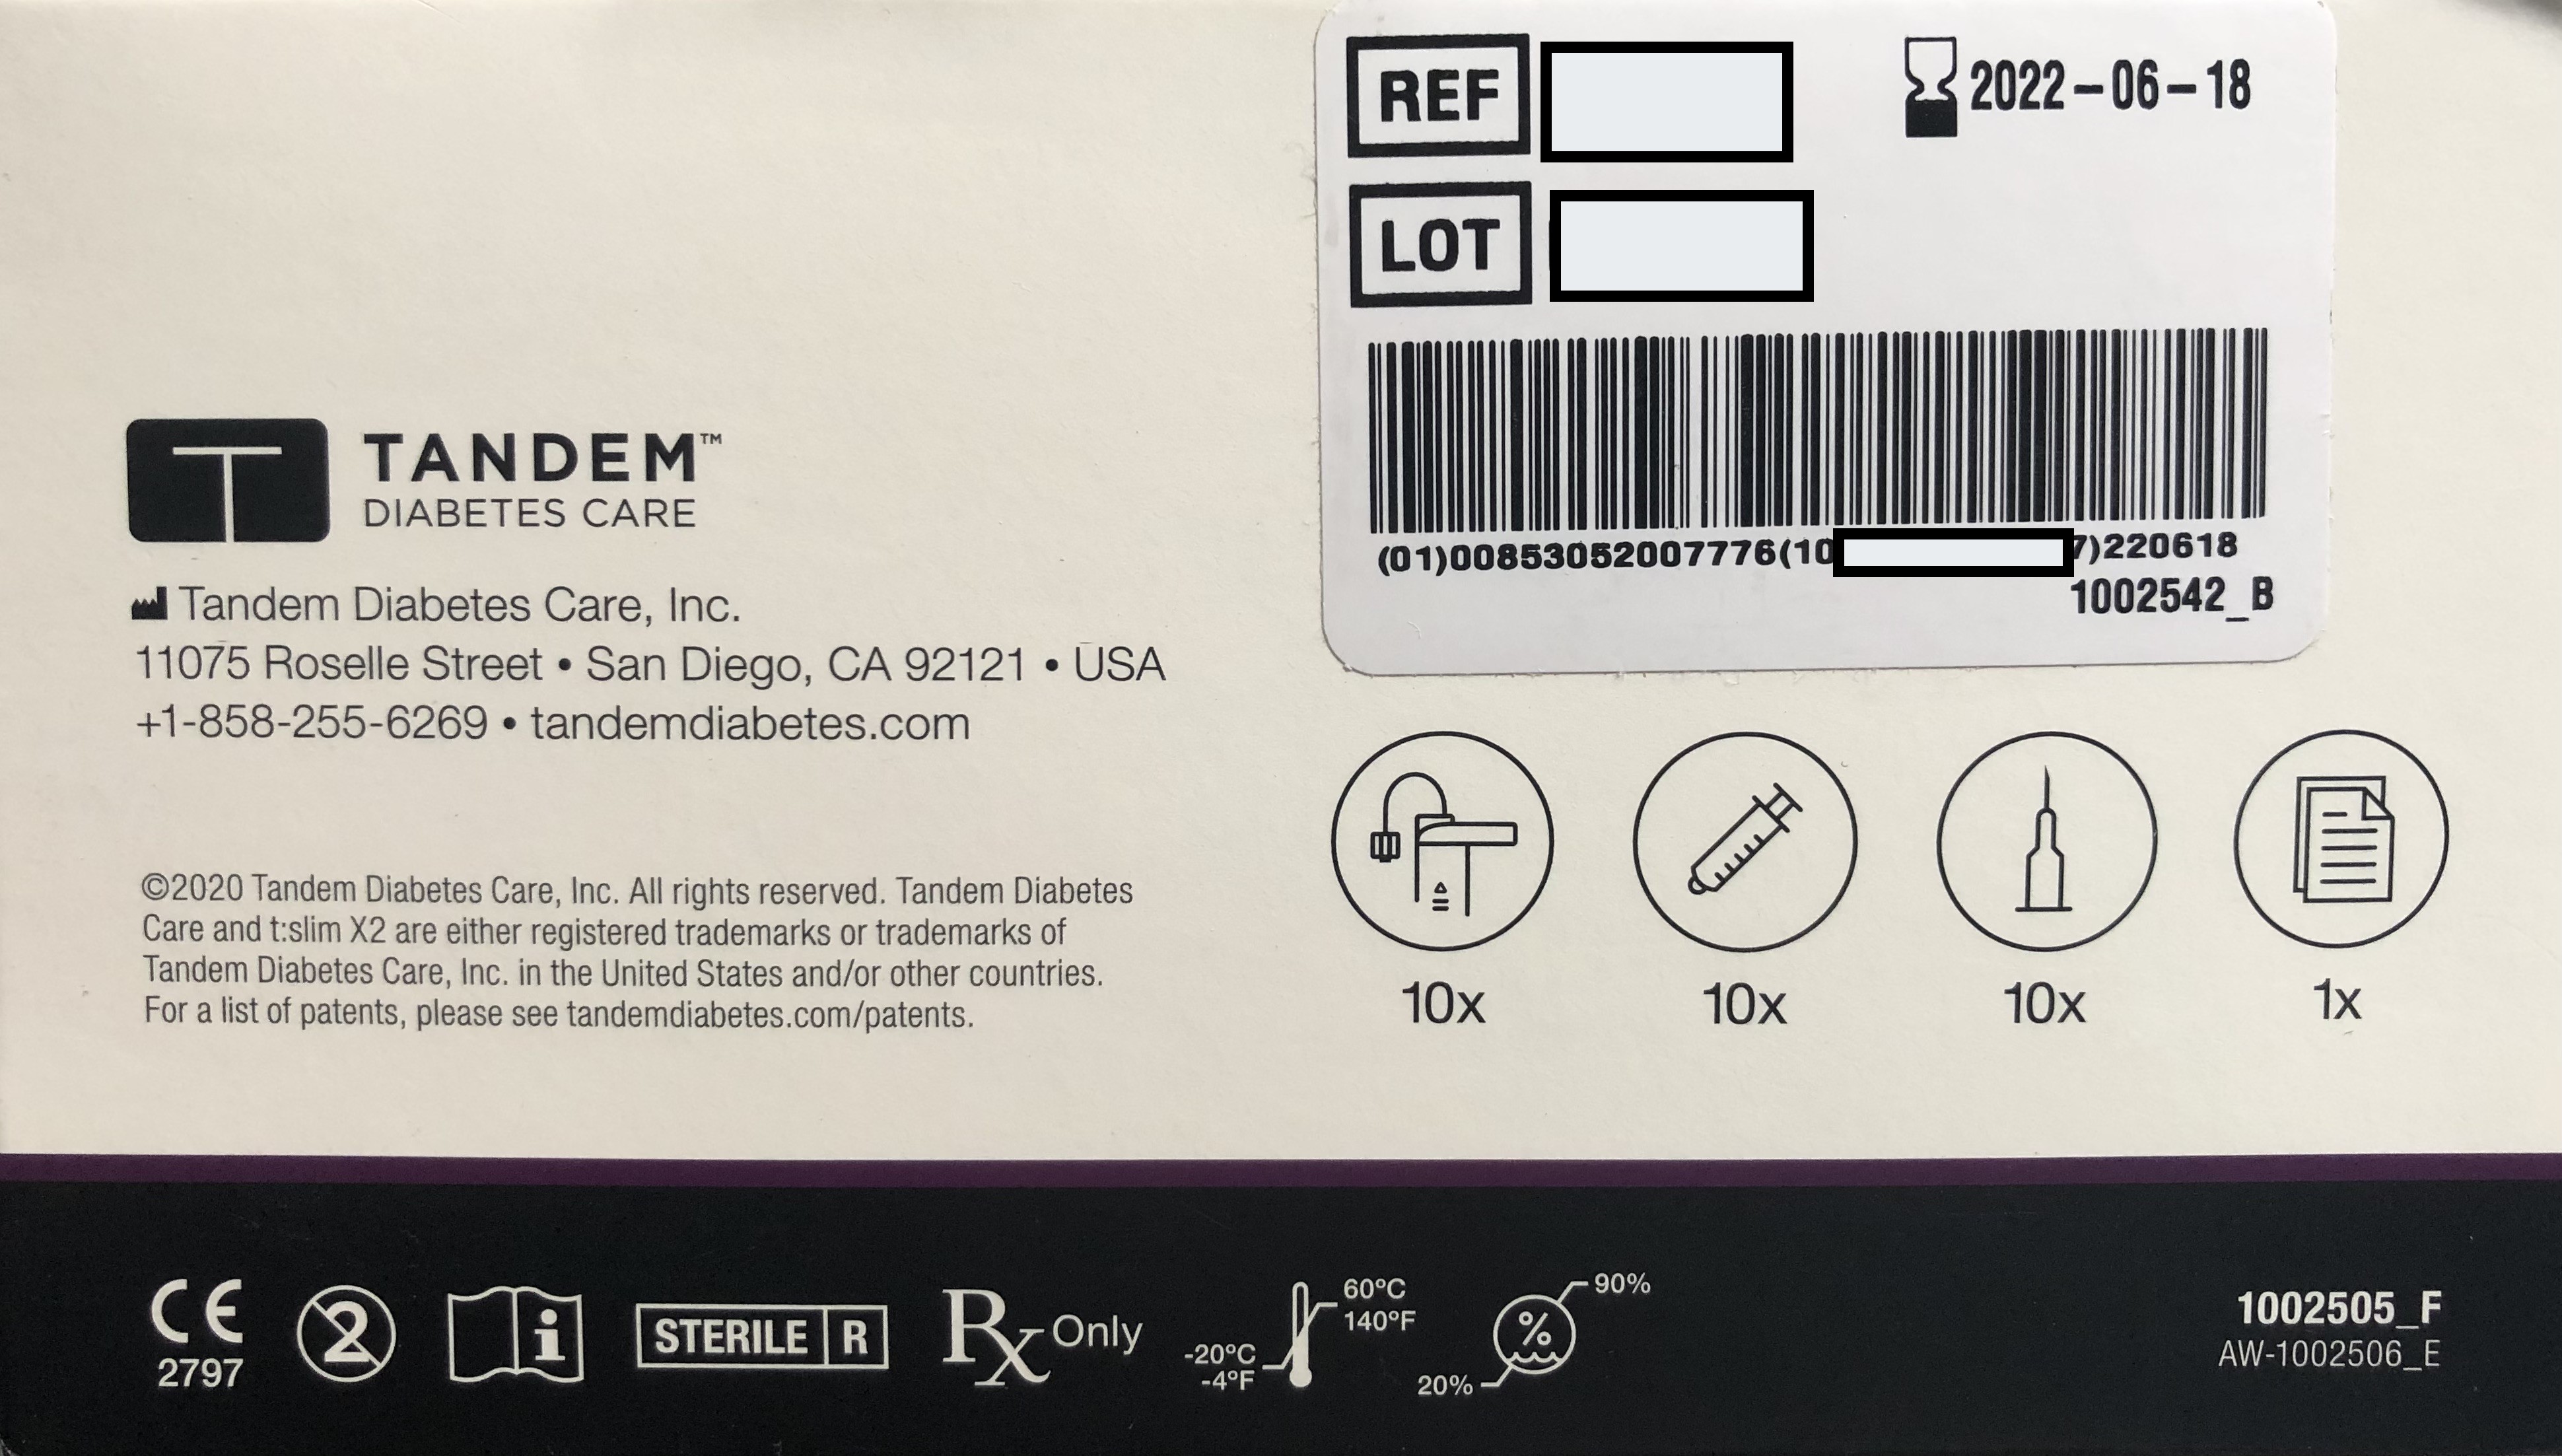 REF
2022-06-18
LOT
(01)00853052007776(10
7)220618
1002542_B
TANDEM™
DIABETES CARE
Tandem Diabetes Care, Inc.
11075 Roselle Street • San Diego, CA 92121 • USA
+1-858-255-6269 • tandemdiabetes.com
©2020 Tandem Diabetes Care, Inc. All rights reserved. Tandem Diabetes
Care and t:slim X2 are either registered trademarks or trademarks of
Tandem Diabetes Care, Inc. in the United States and/or other countries.
For a list of patents, please see tandemdiabetes.com/patents.
10x
10x
10x
1x
CE
2797
2
i
STERILE R
Rx Only
60°C
140°F
-20°C
-4°F
%
90%
20%
1002505_F
AW-1002506_E